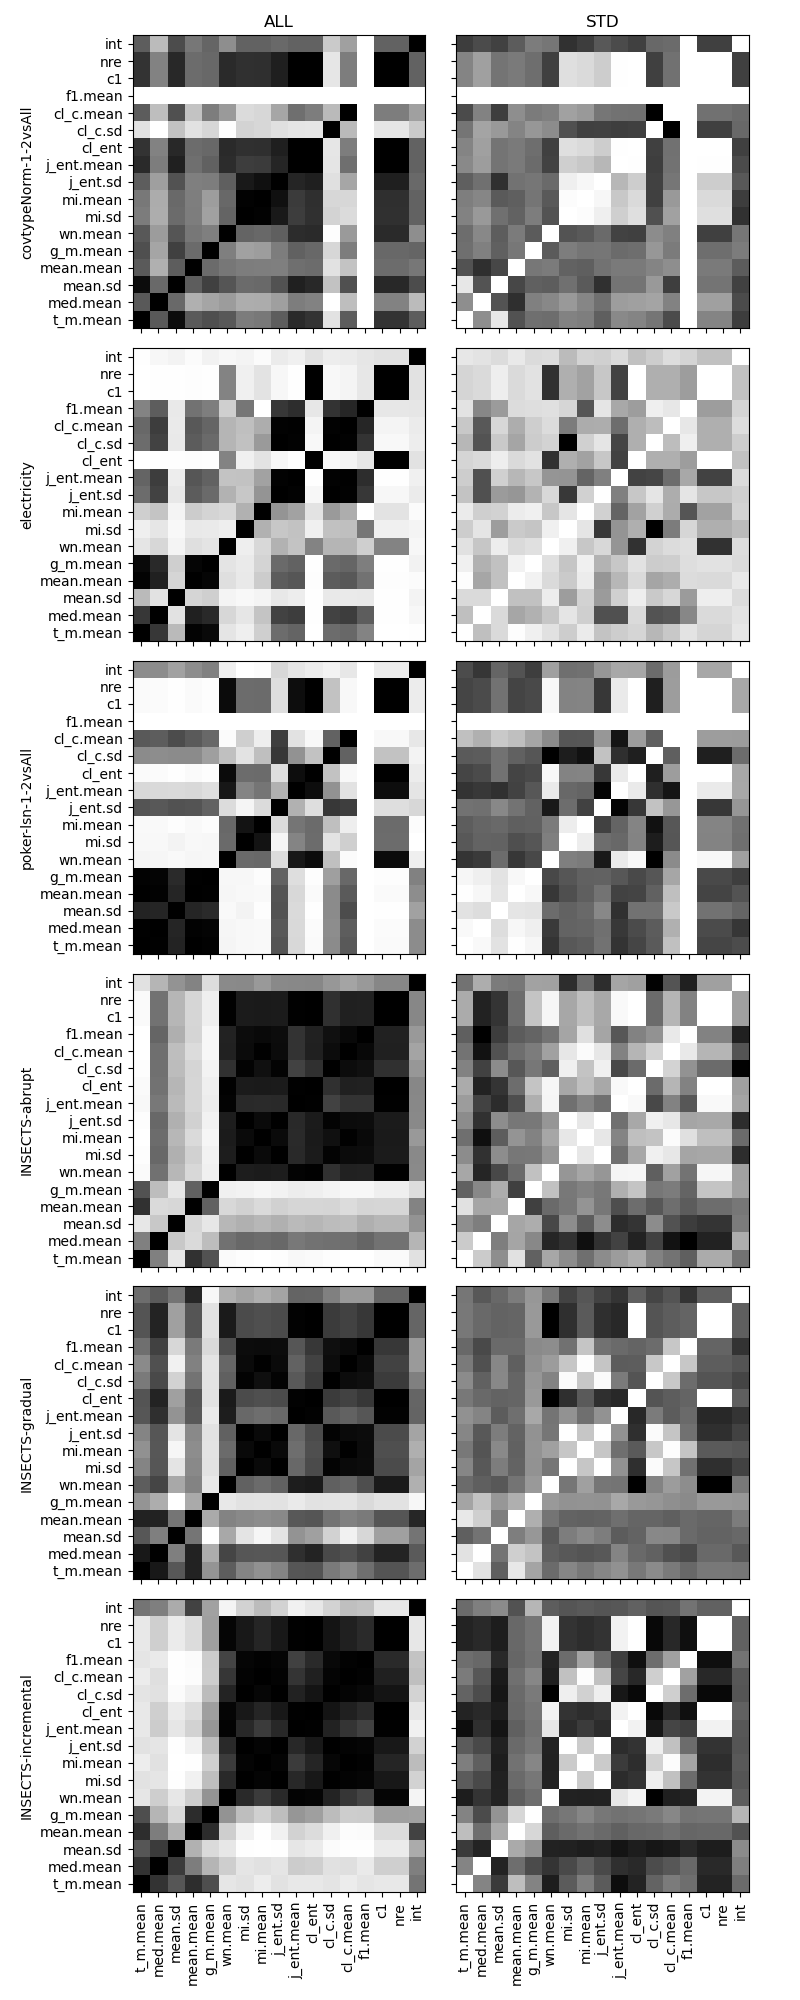 ALL STD
covtypeNorm-1-2vsAll
int
nre
c1
f1.mean
cl_c.mean
cl_c.sd
cl_ent
j_ent.mean
j_ent.sd
mi.mean
mi.sd
wn.mean
g_m.mean
mean.mean
mean.sd
med.mean
t_m.mean
electricity
int
nre
c1
f1.mean
cl_c.mean
cl_c.sd
cl_ent
j_ent.mean
j_ent.sd
mi.mean
mi.sd
wn.mean
g_m.mean
mean.mean
mean.sd
med.mean
t_m.mean
poker-lsn-1-2vsAll
int
nre
c1
f1.mean
cl_c.mean
cl_c.sd
cl_ent
j_ent.mean
j_ent.sd
mi.mean
mi.sd
wn.mean
g_m.mean
mean.mean
mean.sd
med.mean
t_m.mean
INSECTS-abrupt
int
nre
c1
f1.mean
cl_c.mean
cl_c.sd
cl_ent
j_ent.mean
j_ent.sd
mi.mean
mi.sd
wn.mean
g_m.mean
mean.mean
mean.sd
med.mean
t_m.mean
INSECTS-gradual
int
nre
c1
f1.mean
cl_c.mean
cl_c.sd
cl_ent
j_ent.mean
j_ent.sd
mi.mean
mi.sd
wn.mean
g_m.mean
mean.mean
mean.sd
med.mean
t_m.mean
INSECTS-incremental
int
nre
c1
f1.mean
cl_c.mean
cl_c.sd
cl_ent
j_ent.mean
j_ent.sd
mi.mean
mi.sd
wn.mean
g_m.mean
mean.mean
mean.sd
med.mean
t_m.mean
t_m.mean
med.mean
mean.sd
mean.mean
g_m.mean
wn.mean
mi.sd
mi.mean
j_ent.sd
j_ent.mean
cl_ent
cl_c.sd
cl_c.mean
f1.mean
c1
nre
int
t_m.mean
med.mean
mean.sd
mean.mean
g_m.mean
wn.mean
mi.sd
mi.mean
j_ent.sd
j_ent.mean
cl_ent
cl_c.sd
cl_c.mean
f1.mean
c1
nre
int